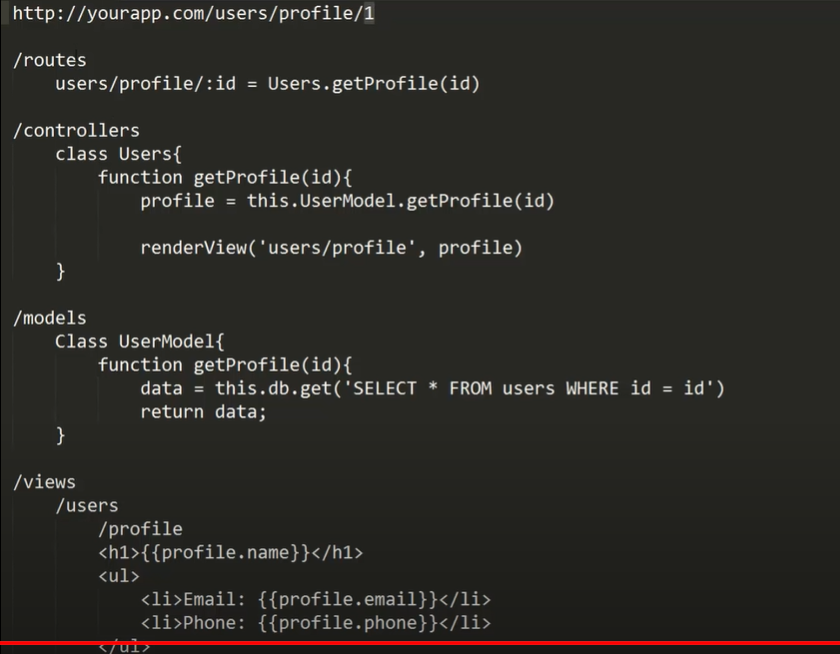 http://yourapp.com/users/profile/1
/routes
users/profile/:id = Users.getProfile(id)
/controllers
class Users{
function getProfile(id){
profile = this.UserModel.getProfile(id)
renderView('users/profile', profile)
}
/models
Class UserModel{
function getProfile(id){
data = this.db.get('SELECT * FROM users WHERE id = id')
return data;
}
/views
/users
/profile
<h1>{{profile.name}}</h1>
<ul>
<li>Email: {{profile.email}}</li>
<li>Phone: {{profile.phone}}</li>
</ul>